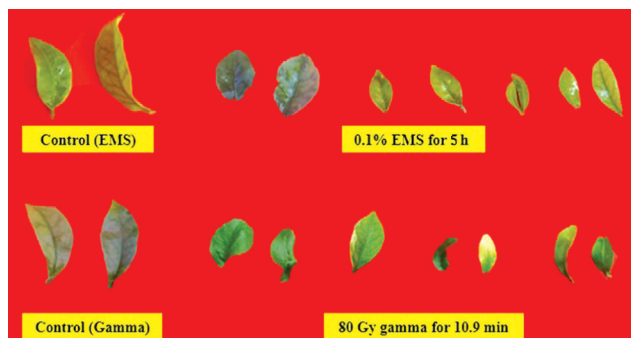 Control (EMS)
0.1% EMS for 5 h
Control (Gamma)
80 Gy gamma for 10.9 min